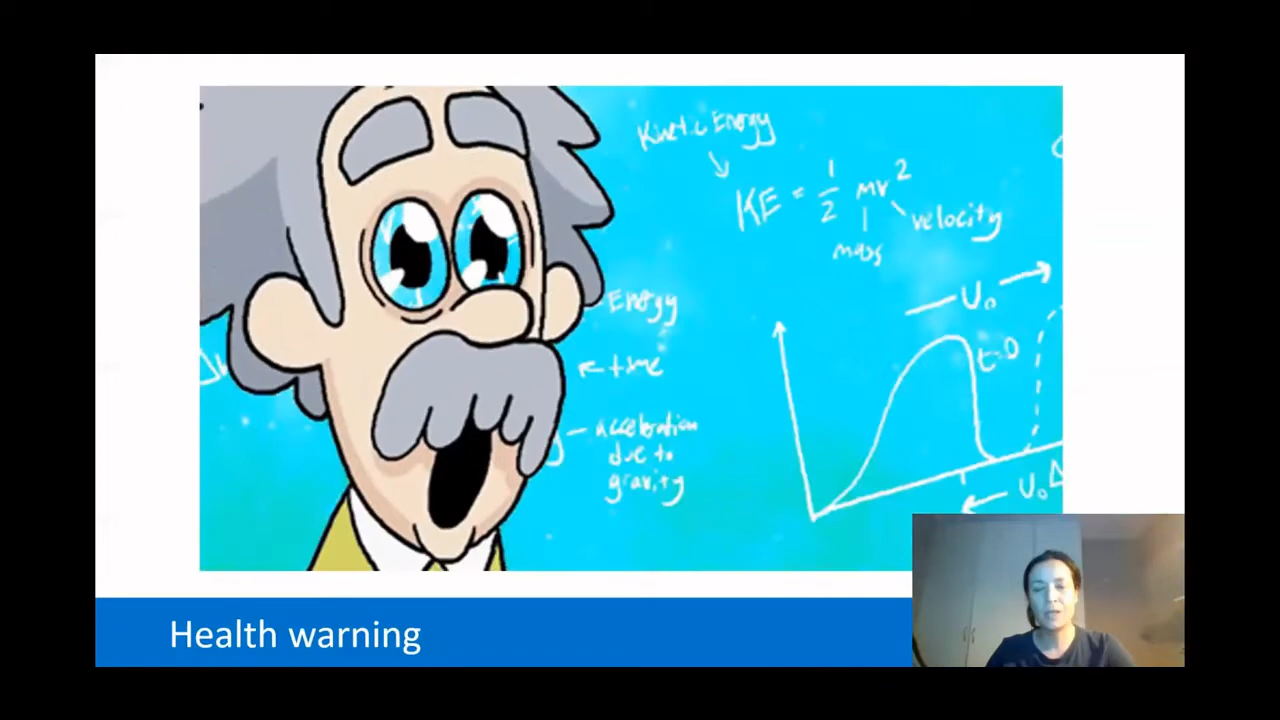 Kinetic Energy
KE = 1/2 mv²
velocity
mass
Energy
time
acceleration
due to
gravity
U₀
t=0
U₀ Δ
Health warning